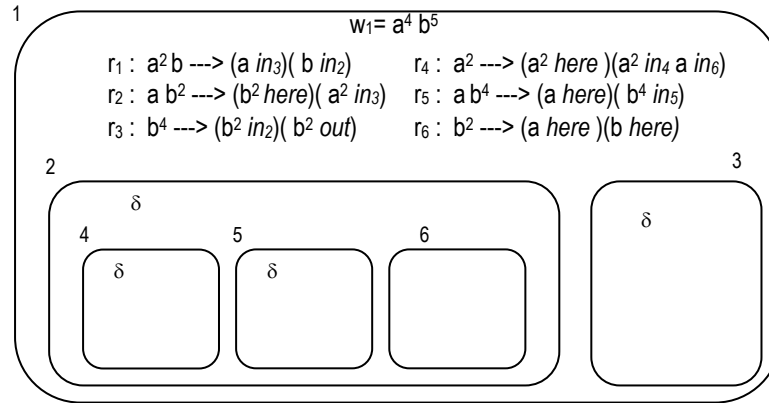 1
w₁= a⁴ b⁵
r₁ : a² b ---> (a in₃)( b in₂) r₄ : a² ---> (a² here )(a² in₄ a in₆)
r₂ : a b² ---> (b² here)( a² in₃) r₅ : a b⁴ ---> (a here)( b⁴ in₅)
r₃ : b⁴ ---> (b² in₂)( b² out) r₆ : b² ---> (a here )(b here)
2 3
δ δ
4 5 6
δ δ